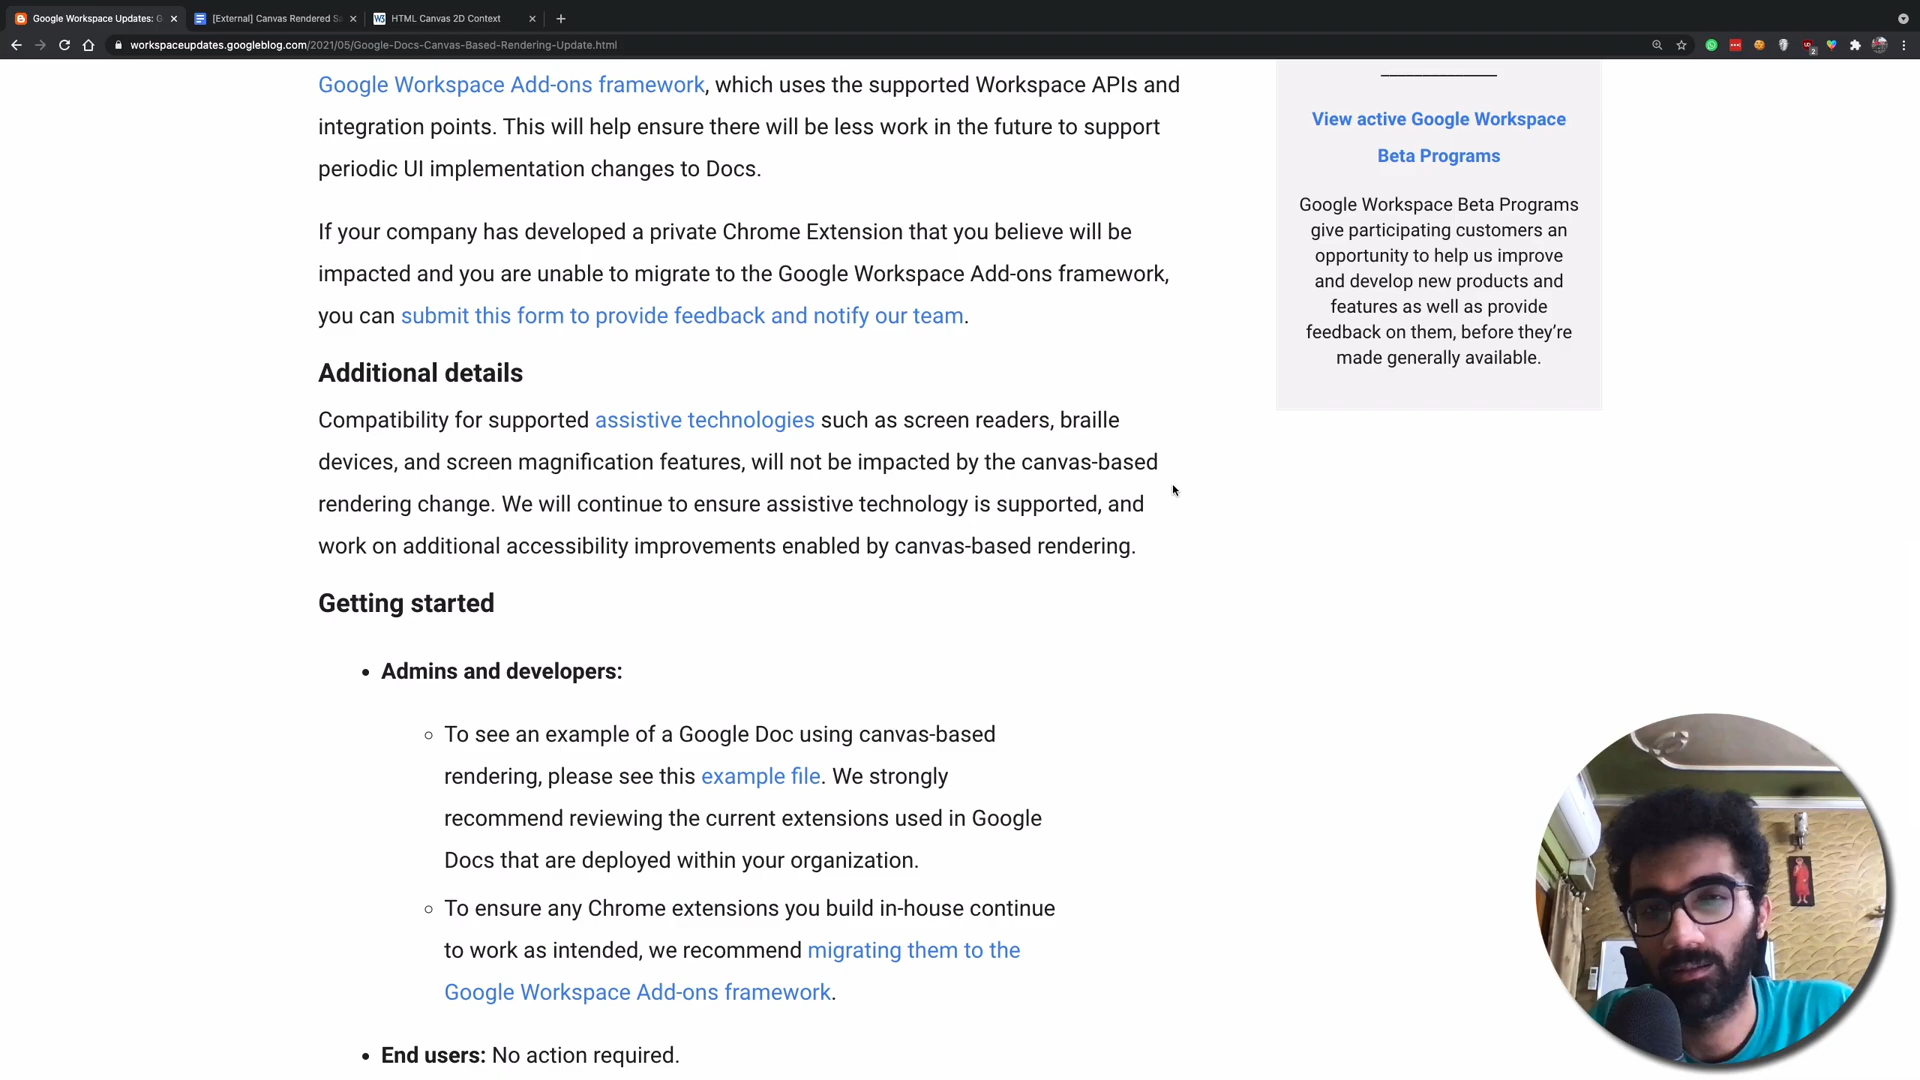 Google Workspace Updates: G
[External] Canvas Rendered Sa
HTML Canvas 2D Context
workspaceupdates.googleblog.com/2021/05/Google-Docs-Canvas-Based-Rendering-Update.html
Google Workspace Add-ons framework, which uses the supported Workspace APIs and
integration points. This will help ensure there will be less work in the future to support
periodic UI implementation changes to Docs.
If your company has developed a private Chrome Extension that you believe will be
impacted and you are unable to migrate to the Google Workspace Add-ons framework,
you can submit this form to provide feedback and notify our team.
Additional details
Compatibility for supported assistive technologies such as screen readers, braille
devices, and screen magnification features, will not be impacted by the canvas-based
rendering change. We will continue to ensure assistive technology is supported, and
work on additional accessibility improvements enabled by canvas-based rendering.
Getting started
• Admins and developers:
To see an example of a Google Doc using canvas-based
rendering, please see this example file. We strongly
recommend reviewing the current extensions used in Google
Docs that are deployed within your organization.
To ensure any Chrome extensions you build in-house continue
to work as intended, we recommend migrating them to the
Google Workspace Add-ons framework.
• End users: No action required.
View active Google Workspace
Beta Programs
Google Workspace Beta Programs
give participating customers an
opportunity to help us improve
and develop new products and
features as well as provide
feedback on them, before they're
made generally available.